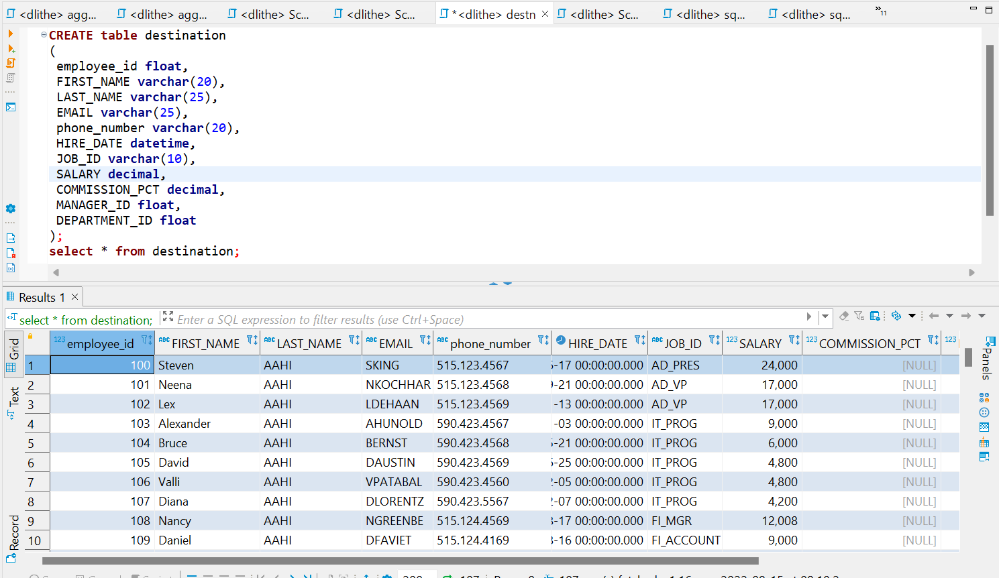 <dlithe> agg... <dlithe> agg... <dlithe> Sc... <dlithe> Sc... *<dlithe> destn <dlithe> Sc... <dlithe> sq... <dlithe> sq... »11
CREATE table destination
(
employee_id float,
FIRST_NAME varchar(20),
LAST_NAME varchar(25),
EMAIL varchar(25),
phone_number varchar(20),
HIRE_DATE datetime,
JOB_ID varchar(10),
SALARY decimal,
COMMISSION_PCT decimal,
MANAGER_ID float,
DEPARTMENT_ID float
);
select * from destination;
Results 1
select * from destination; Enter a SQL expression to filter results (use Ctrl+Space)
Grid
Text
Record
Panels
123 employee_id ABC FIRST_NAME ABC LAST_NAME ABC EMAIL ABC phone_number HIRE_DATE ABC JOB_ID 123 SALARY 123 COMMISSION_PCT 123
1 100 Steven AAHI SKING 515.123.4567 -17 00:00:00.000 AD_PRES 24,000 [NULL]
2 101 Neena AAHI NKOCHHAR 515.123.4568 -21 00:00:00.000 AD_VP 17,000 [NULL]
3 102 Lex AAHI LDEHAAN 515.123.4569 -13 00:00:00.000 AD_VP 17,000 [NULL]
4 103 Alexander AAHI AHUNOLD 590.423.4567 -03 00:00:00.000 IT_PROG 9,000 [NULL]
5 104 Bruce AAHI BERNST 590.423.4568 -21 00:00:00.000 IT_PROG 6,000 [NULL]
6 105 David AAHI DAUSTIN 590.423.4569 -25 00:00:00.000 IT_PROG 4,800 [NULL]
7 106 Valli AAHI VPATABAL 590.423.4560 -05 00:00:00.000 IT_PROG 4,800 [NULL]
8 107 Diana AAHI DLORENTZ 590.423.5567 -07 00:00:00.000 IT_PROG 4,200 [NULL]
9 108 Nancy AAHI NGREENBE 515.124.4569 -17 00:00:00.000 FI_MGR 12,008 [NULL]
10 109 Daniel AAHI DFAVIET 515.124.4169 -16 00:00:00.000 FI_ACCOUNT 9,000 [NULL]